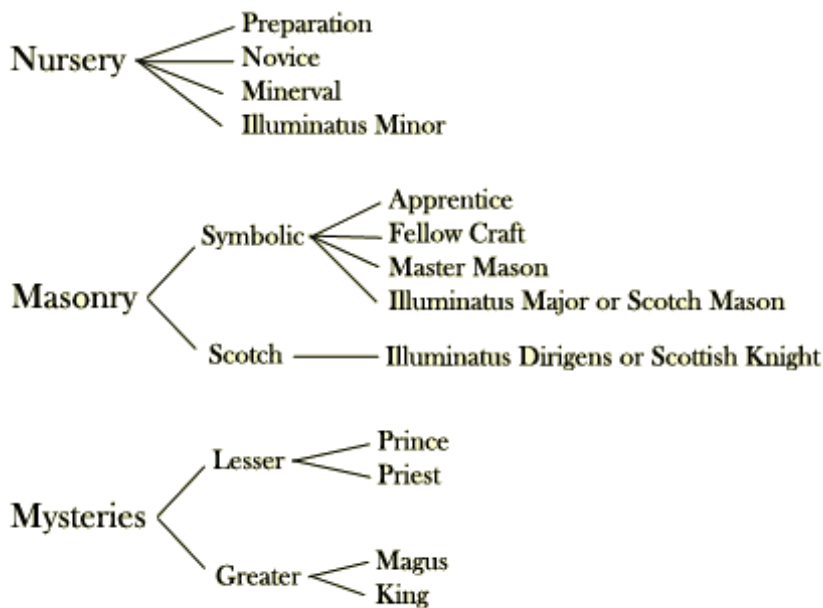 Preparation
Nursery
Novice
Minerval
Illuminatus Minor
Apprentice
Symbolic
Fellow Craft
Master Mason
Masonry
Illuminatus Major or Scotch Mason
Scotch
Illuminatus Dirigens or Scottish Knight
Prince
Lesser
Priest
Mysteries
Magus
Greater
King